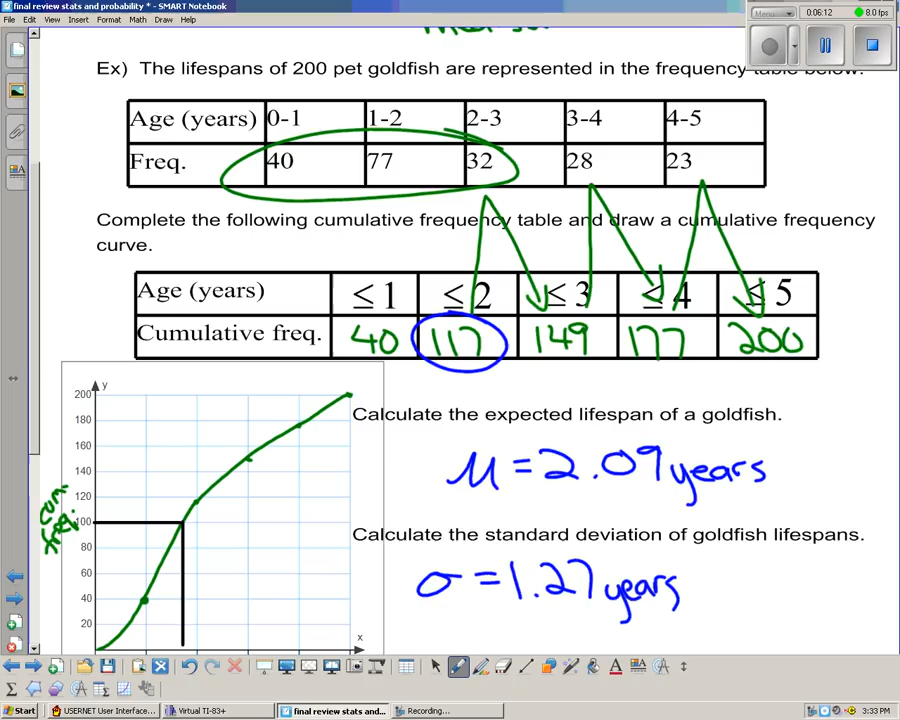 final review stats and probability * - SMART Notebook
File Edit View Insert Format Math Draw Help
Menu 0:06:12 8.0 fps
Ex) The lifespans of 200 pet goldfish are represented in the frequency table below.
Age (years) 0-1 1-2 2-3 3-4 4-5
Freq. 40 77 32 28 23
Complete the following cumulative frequency table and draw a cumulative frequency
curve.
Age (years) ≤ 1 ≤ 2 ≤ 3 ≤ 4 ≤ 5
Cumulative freq. 40 117 149 177 200
y
200
180
160
140
120
100
80
60
40
20
x
cum.
freq.
Calculate the expected lifespan of a goldfish.
μ = 2.09 years
Calculate the standard deviation of goldfish lifespans.
σ = 1.27 years
Start USERNET User Interface... Virtual TI-83+ final review stats and... Recording... 3:33 PM